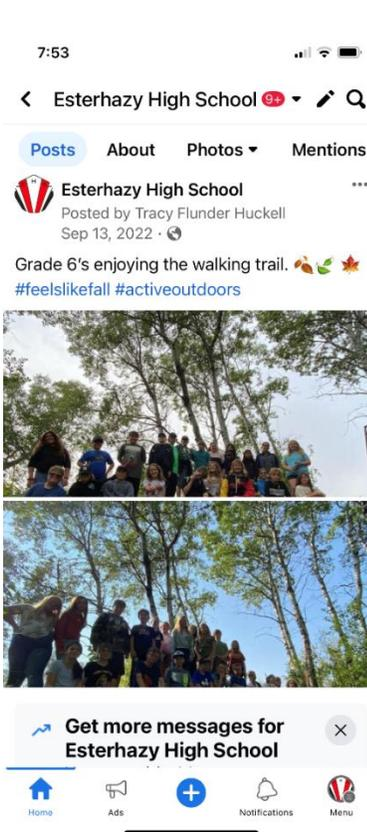 7:53
Esterhazy High School 9+
Posts About Photos Mentions
Esterhazy High School
Posted by Tracy Flunder Huckell
Sep 13, 2022 ·
Grade 6's enjoying the walking trail. 🍂🍃 🍁
#feelslikefall #activeoutdoors
Get more messages for
Esterhazy High School
Home Ads Notifications Menu